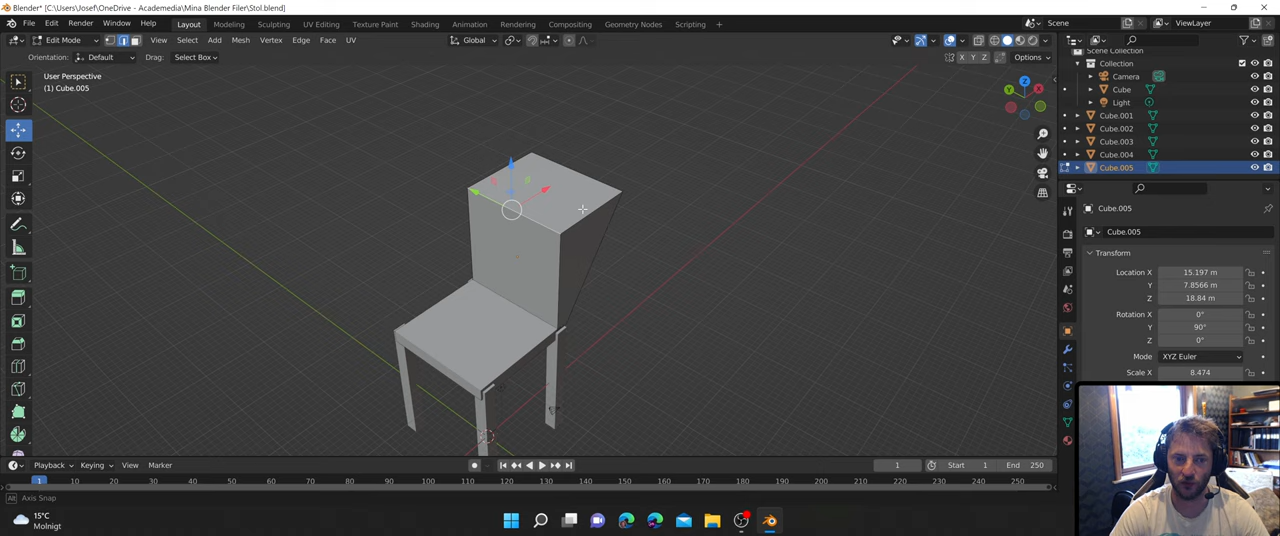 Blender* [C:\Users\Josef\OneDrive - Academedia\Mina Blender Filer\Stol.blend]
File Edit Render Window Help Layout Modeling Sculpting UV Editing Texture Paint Shading Animation Rendering Compositing Geometry Nodes Scripting Scene ViewLayer
Edit Mode View Select Add Mesh Vertex Edge Face UV Global
Orientation: Default Drag: Select Box X Y Z Options
User Perspective
(1) Cube.005
Z
Y X
Scene Collection
Collection
Camera
Cube
Light
Cube.001
Cube.002
Cube.003
Cube.004
Cube.005
Cube.005
Cube.005
Transform
Location X 15.197 m
Y 7.8566 m
Z 18.84 m
Rotation X 0°
Y 90°
Z 0°
Mode XYZ Euler
Scale X 8.474
Playback Keying View Marker 1 Start 1 End 250
1 10 20 30 40 50 60 70 80 90 100 110 120 130 140 150 160 170 180 190 200 210 220 230 240 250
Alt Axis Snap
15°C
Molnigt